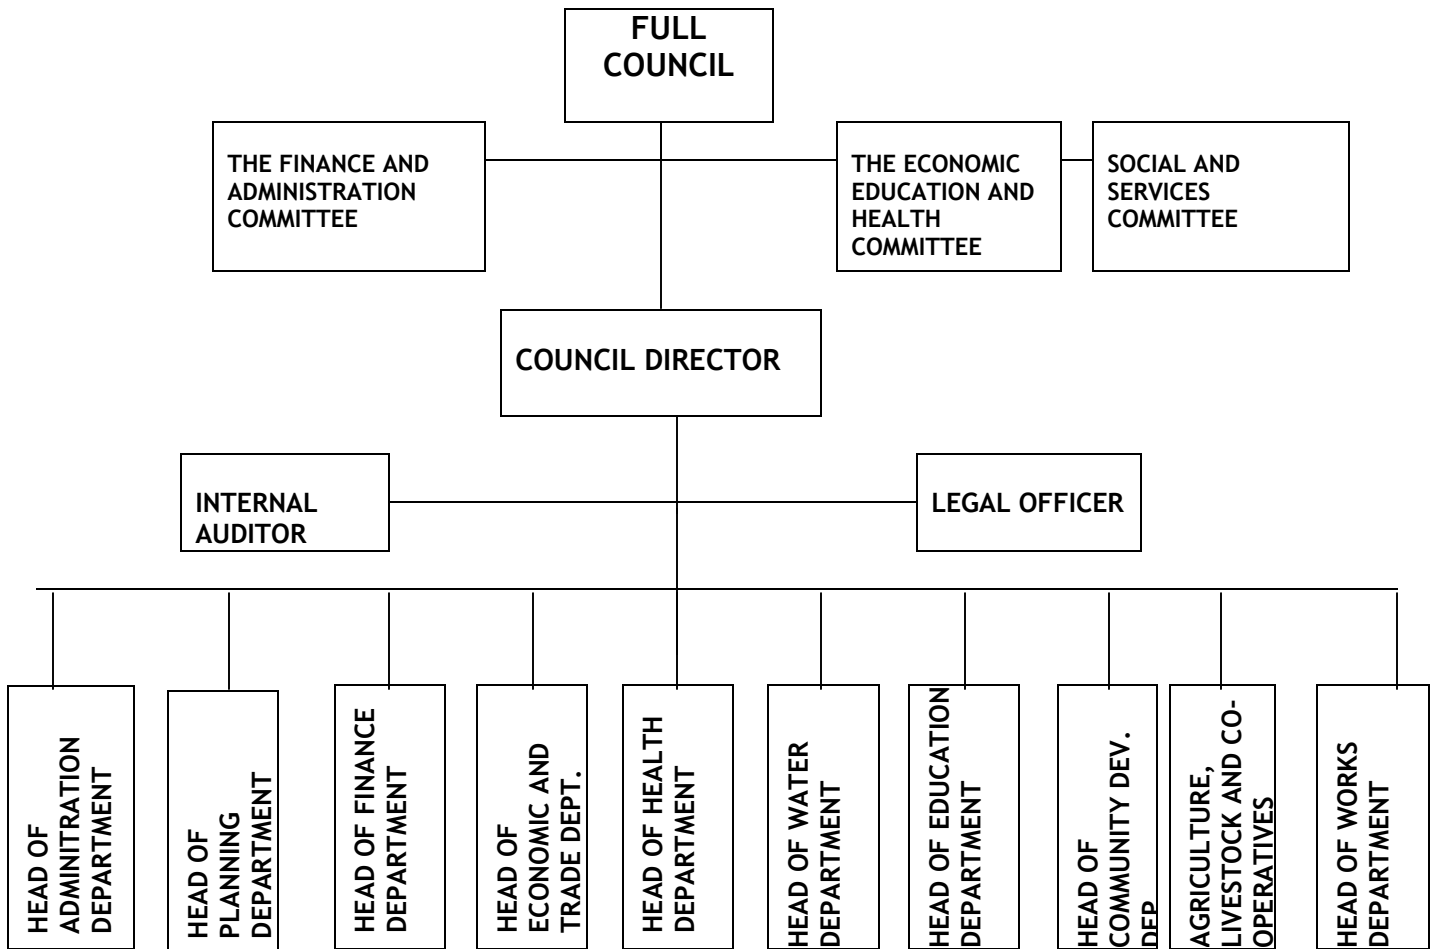 FULL
COUNCIL
THE FINANCE AND
ADMINISTRATION
COMMITTEE
THE ECONOMIC
EDUCATION AND
HEALTH
COMMITTEE
SOCIAL AND
SERVICES
COMMITTEE
COUNCIL DIRECTOR
INTERNAL
AUDITOR
LEGAL OFFICER
HEAD OF
ADMINITRATION
DEPARTMENT
HEAD OF
PLANNING
DEPARTMENT
HEAD OF FINANCE
DEPARTMENT
HEAD OF
ECONOMIC AND
TRADE DEPT.
HEAD OF HEALTH
DEPARTMENT
HEAD OF WATER
DEPARTMENT
HEAD OF EDUCATION
DEPARTMENT
HEAD OF
COMMUNITY DEV.
DEP
AGRICULTURE,
LIVESTOCK AND CO-
OPERATIVES
HEAD OF WORKS
DEPARTMENT